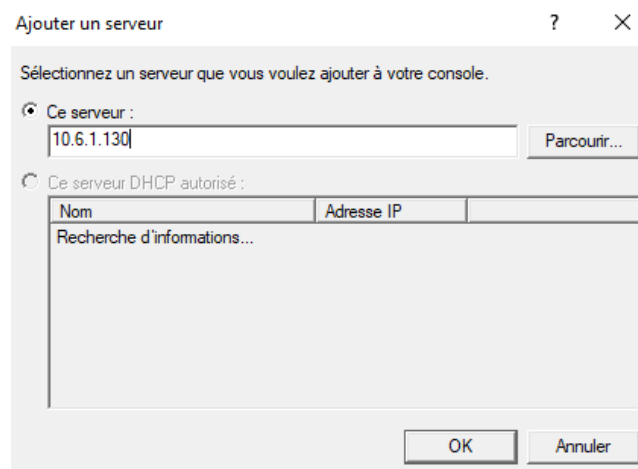 Ajouter un serveur
?
Sélectionnez un serveur que vous voulez ajouter à votre console.
Ce serveur :
10.6.1.130
Parcourir...
Ce serveur DHCP autorisé :
Nom Adresse IP
Recherche d'informations...
OK Annuler